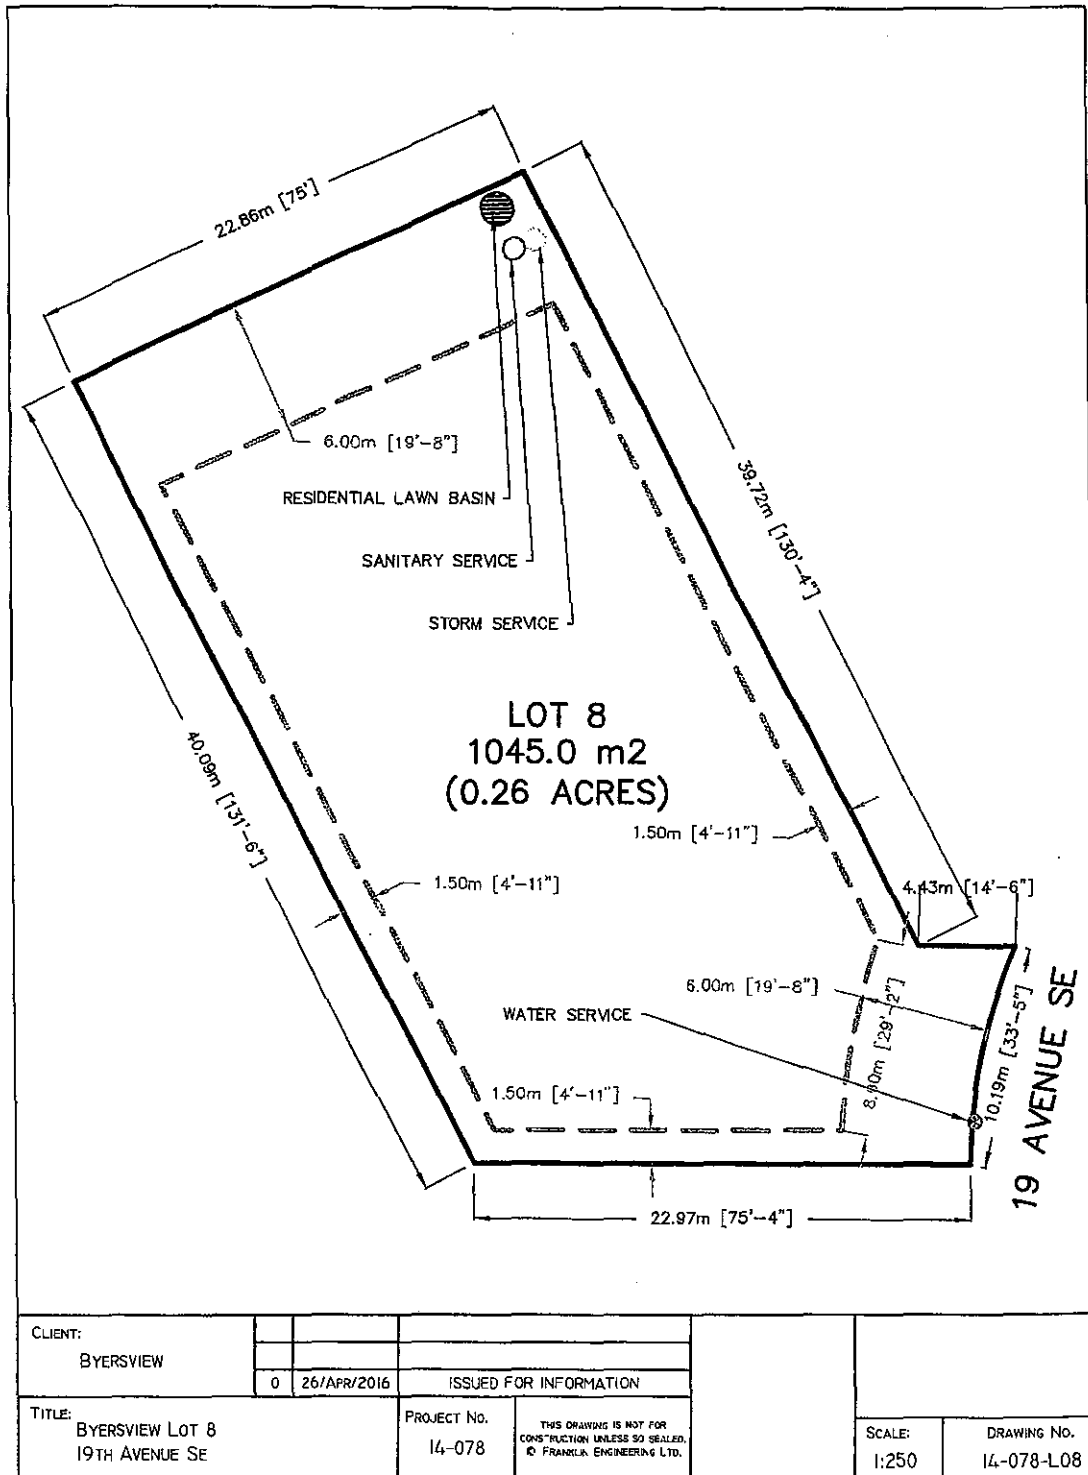 22.86m [75']
6.00m [19'-8"]
RESIDENTIAL LAWN BASIN
SANITARY SERVICE
STORM SERVICE
39.72m [130'-4"]
LOT 8
1045.0 m2
(0.26 ACRES)
40.09m [131'-6"]
1.50m [4'-11"]
1.50m [4'-11"]
4.43m [14'-6"]
6.00m [19'-8"]
WATER SERVICE
[29'-2"]
10.19m [33'-5"]
19 AVENUE SE
1.50m [4'-11"]
22.97m [75'-4"]
CLIENT:
BYERSVIEW
0 26/APR/2016 ISSUED FOR INFORMATION
TITLE:
BYERSVIEW LOT 8
19TH AVENUE SE
PROJECT NO.
14-078
THIS DRAWING IS NOT FOR
CONSTRUCTION UNLESS SO SEALED.
© FRANKLIN ENGINEERING LTD.
SCALE:
1:250
DRAWING NO.
14-078-L08